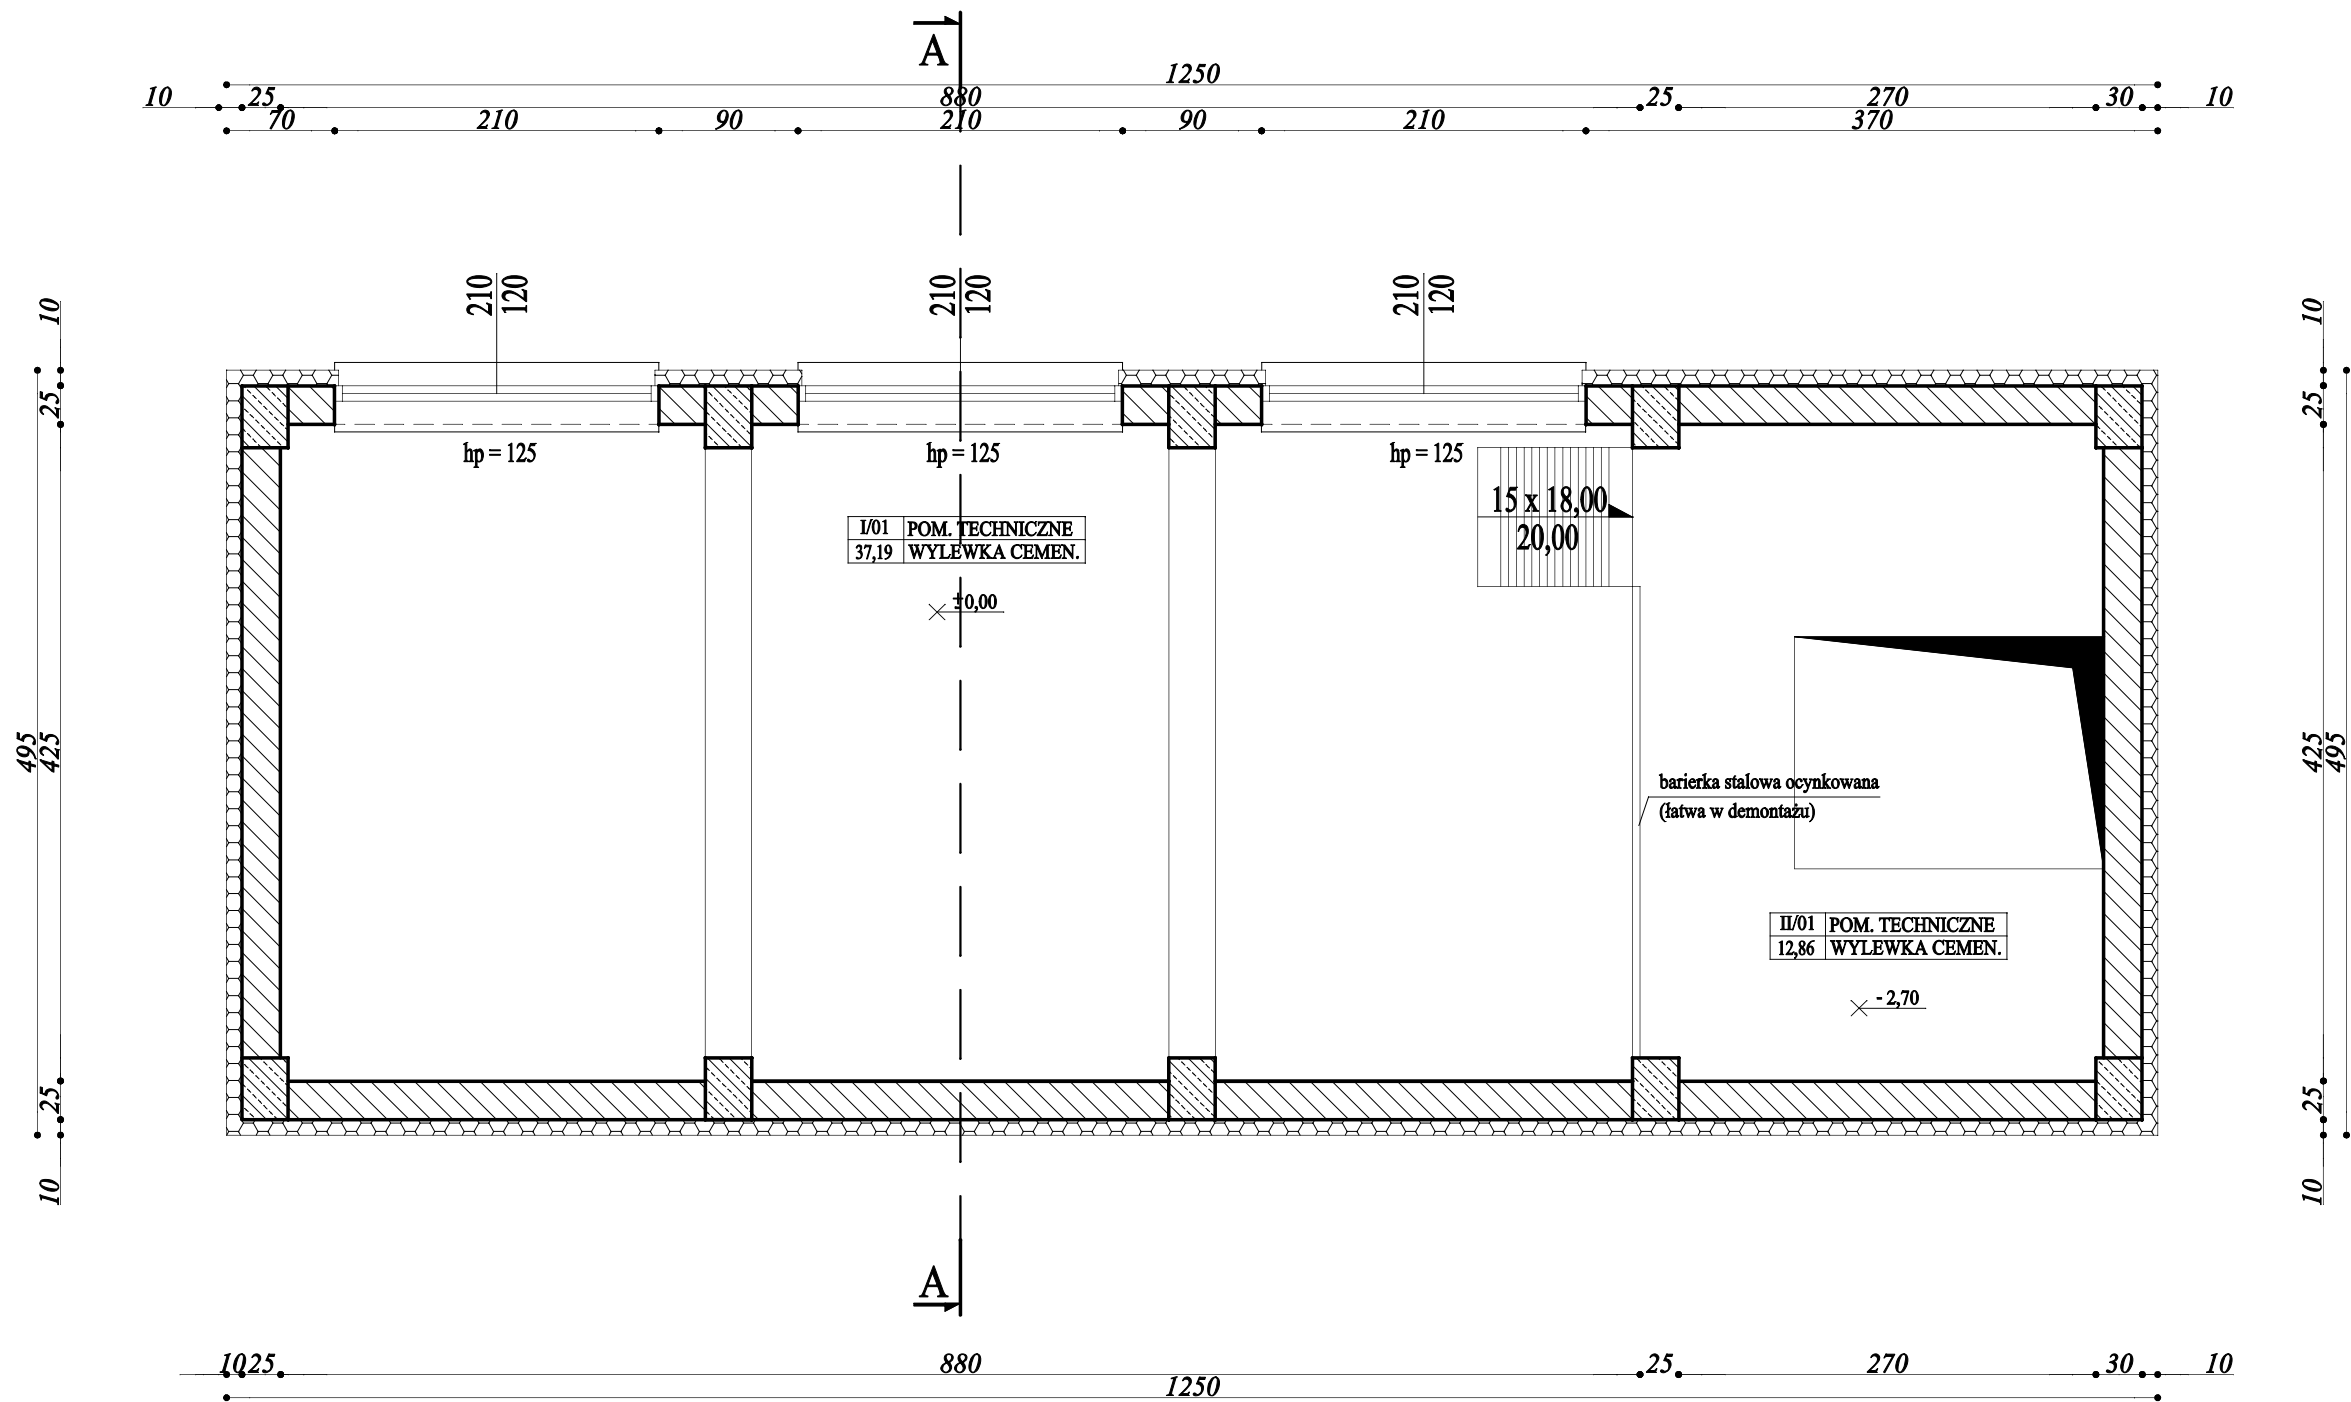 A
1250
10 25 880 25 270 30 10
70 210 90 210 90 210 370
210 120
210 120
210 120
10
25
495
425
25
10
10
25
425
495
25
10
hp = 125
hp = 125
hp = 125
15 x 18,00
20,00
I/01 POM. TECHNICZNE
37,19 WYLEWKA CEMEN.
±0,00
barierka stalowa ocynkowana
(łatwa w demontażu)
II/01 POM. TECHNICZNE
12,86 WYLEWKA CEMEN.
- 2,70
A
10 25 880 25 270 30 10
1250